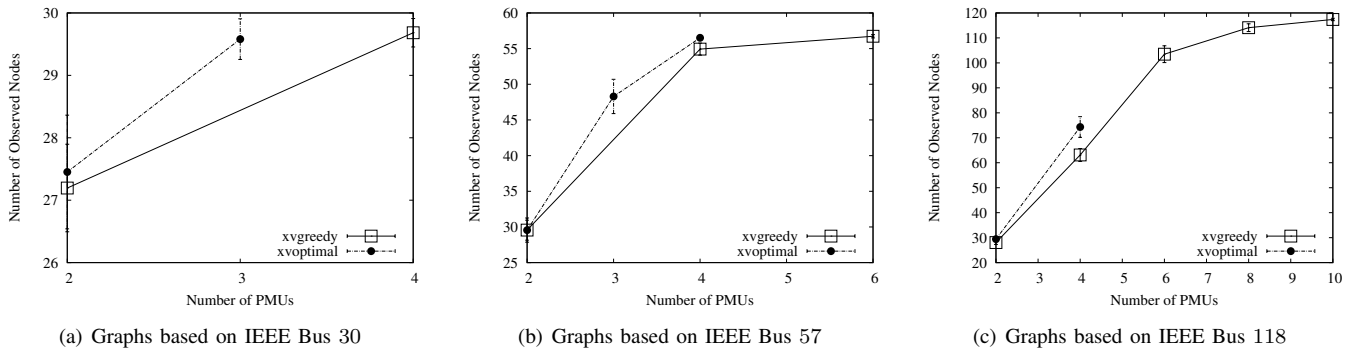 30
29
28
27
26
Number of Observed Nodes
xvgreedy
xvoptimal
2
3
4
Number of PMUs
(a) Graphs based on IEEE Bus 30
60
55
50
45
40
35
30
25
Number of Observed Nodes
xvgreedy
xvoptimal
2
3
4
5
6
Number of PMUs
(b) Graphs based on IEEE Bus 57
120
110
100
90
80
70
60
50
40
30
20
Number of Observed Nodes
xvgreedy
xvoptimal
2
3
4
5
6
7
8
9
10
Number of PMUs
(c) Graphs based on IEEE Bus 118